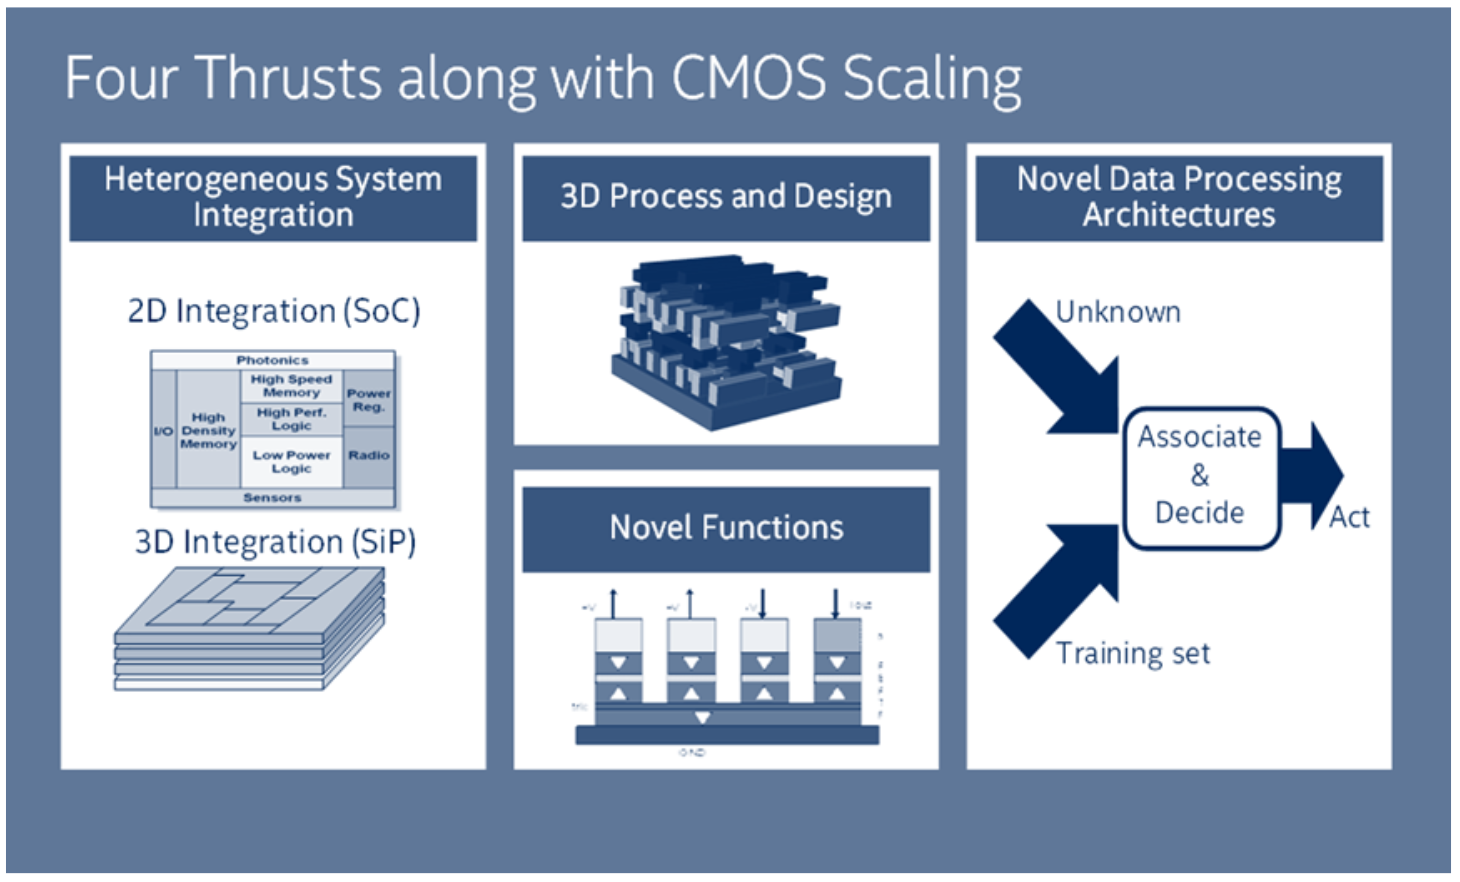 Four Thrusts along with CMOS Scaling
Heterogeneous System
Integration
2D Integration (SoC)
Photonics
I/O
High
Density
Memory
High Speed
Memory
High Perf.
Logic
Low Power
Logic
Power
Reg.
Radio
Sensors
3D Integration (SiP)
3D Process and Design
Novel Functions
GND
Novel Data Processing
Architectures
Unknown
Associate
&
Decide
Act
Training set